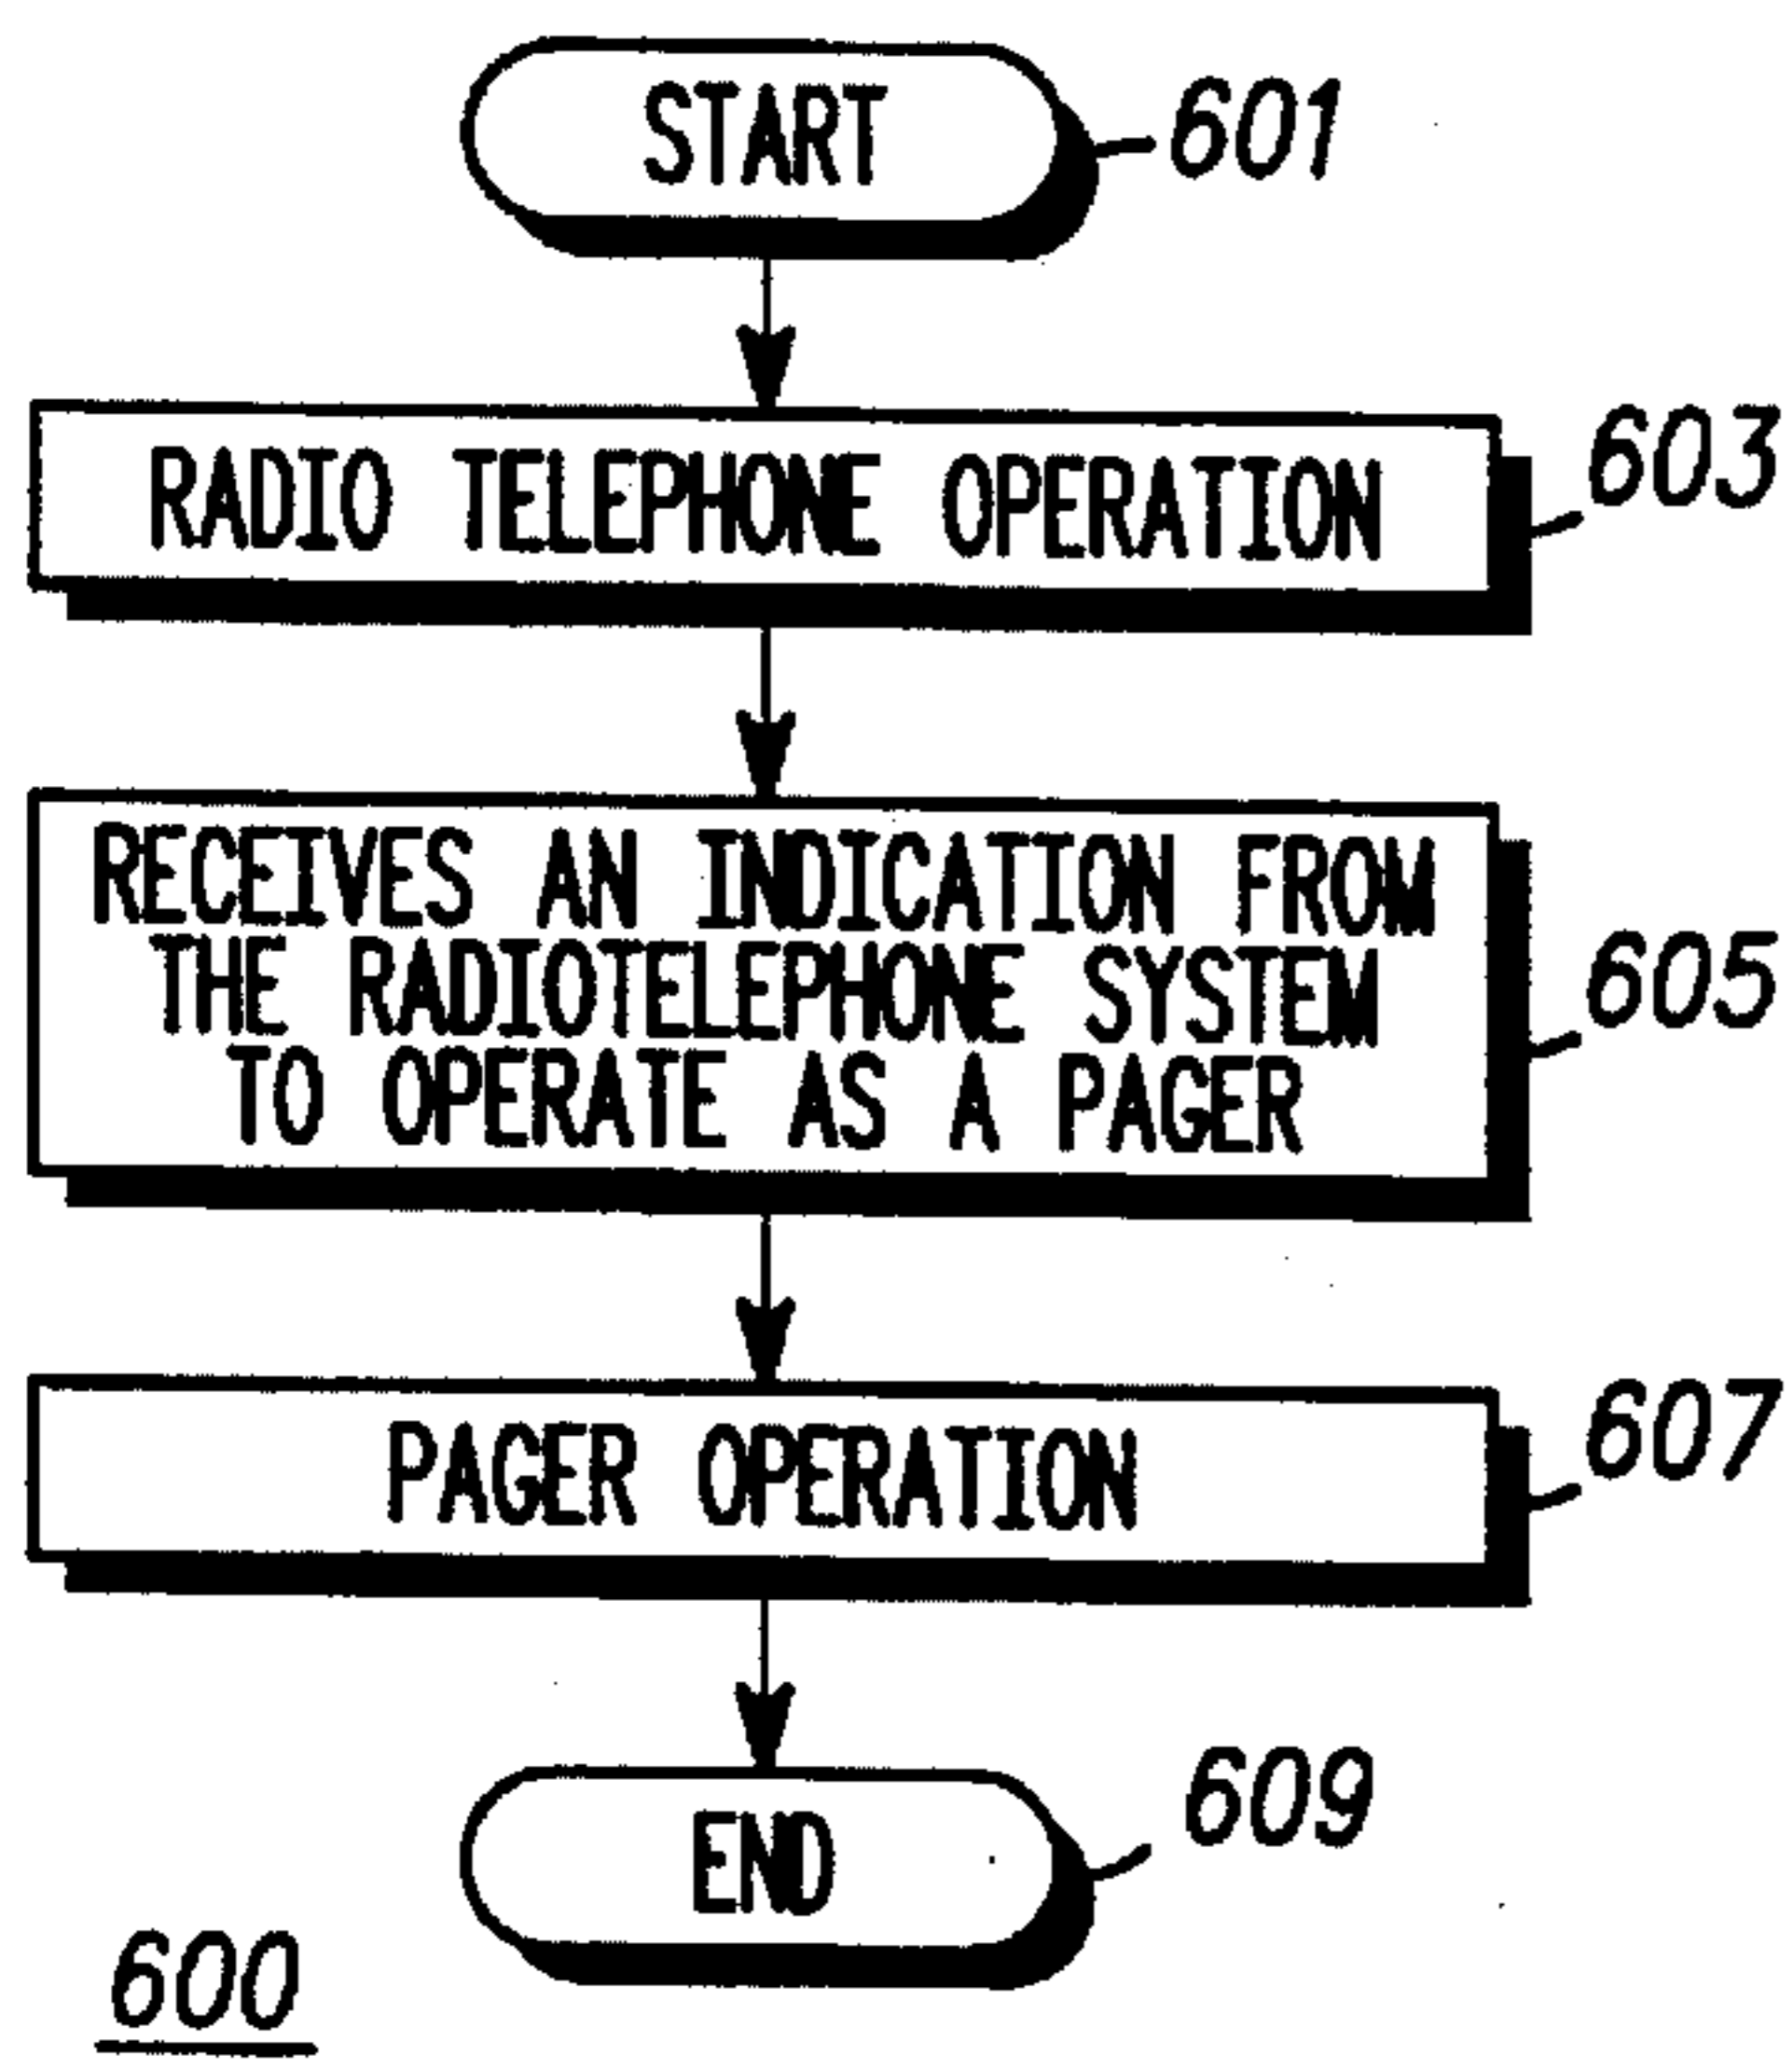 START
601
RADIO TELEPHONE OPERATION
603
RECEIVES AN INDICATION FROM
THE RADIOTELEPHONE SYSTEM
TO OPERATE AS A PAGER
605
PAGER OPERATION
607
END
609
600